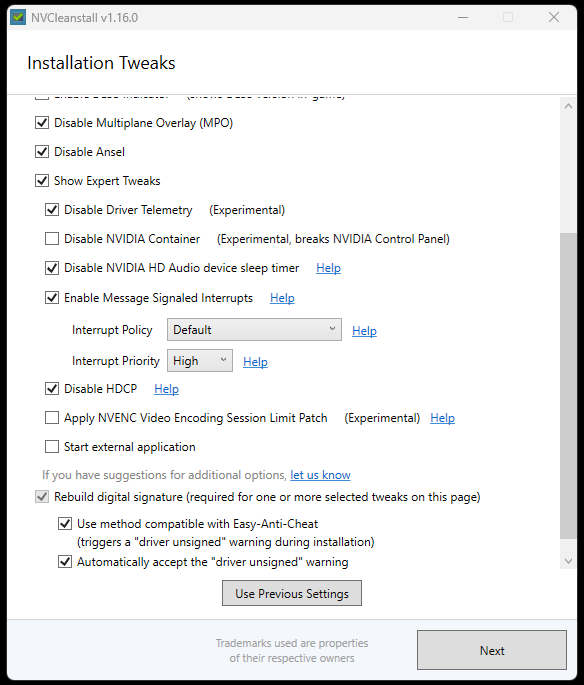 NVCleanstall v1.16.0
Installation Tweaks
Disable Multiplane Overlay (MPO)
Disable Ansel
Show Expert Tweaks
Disable Driver Telemetry (Experimental)
Disable NVIDIA Container (Experimental, breaks NVIDIA Control Panel)
Disable NVIDIA HD Audio device sleep timer Help
Enable Message Signaled Interrupts Help
Interrupt Policy Default Help
Interrupt Priority High Help
Disable HDCP Help
Apply NVENC Video Encoding Session Limit Patch (Experimental) Help
Start external application
If you have suggestions for additional options, let us know
Rebuild digital signature (required for one or more selected tweaks on this page)
Use method compatible with Easy-Anti-Cheat
(triggers a "driver unsigned" warning during installation)
Automatically accept the "driver unsigned" warning
Use Previous Settings
Trademarks used are properties
of their respective owners
Next